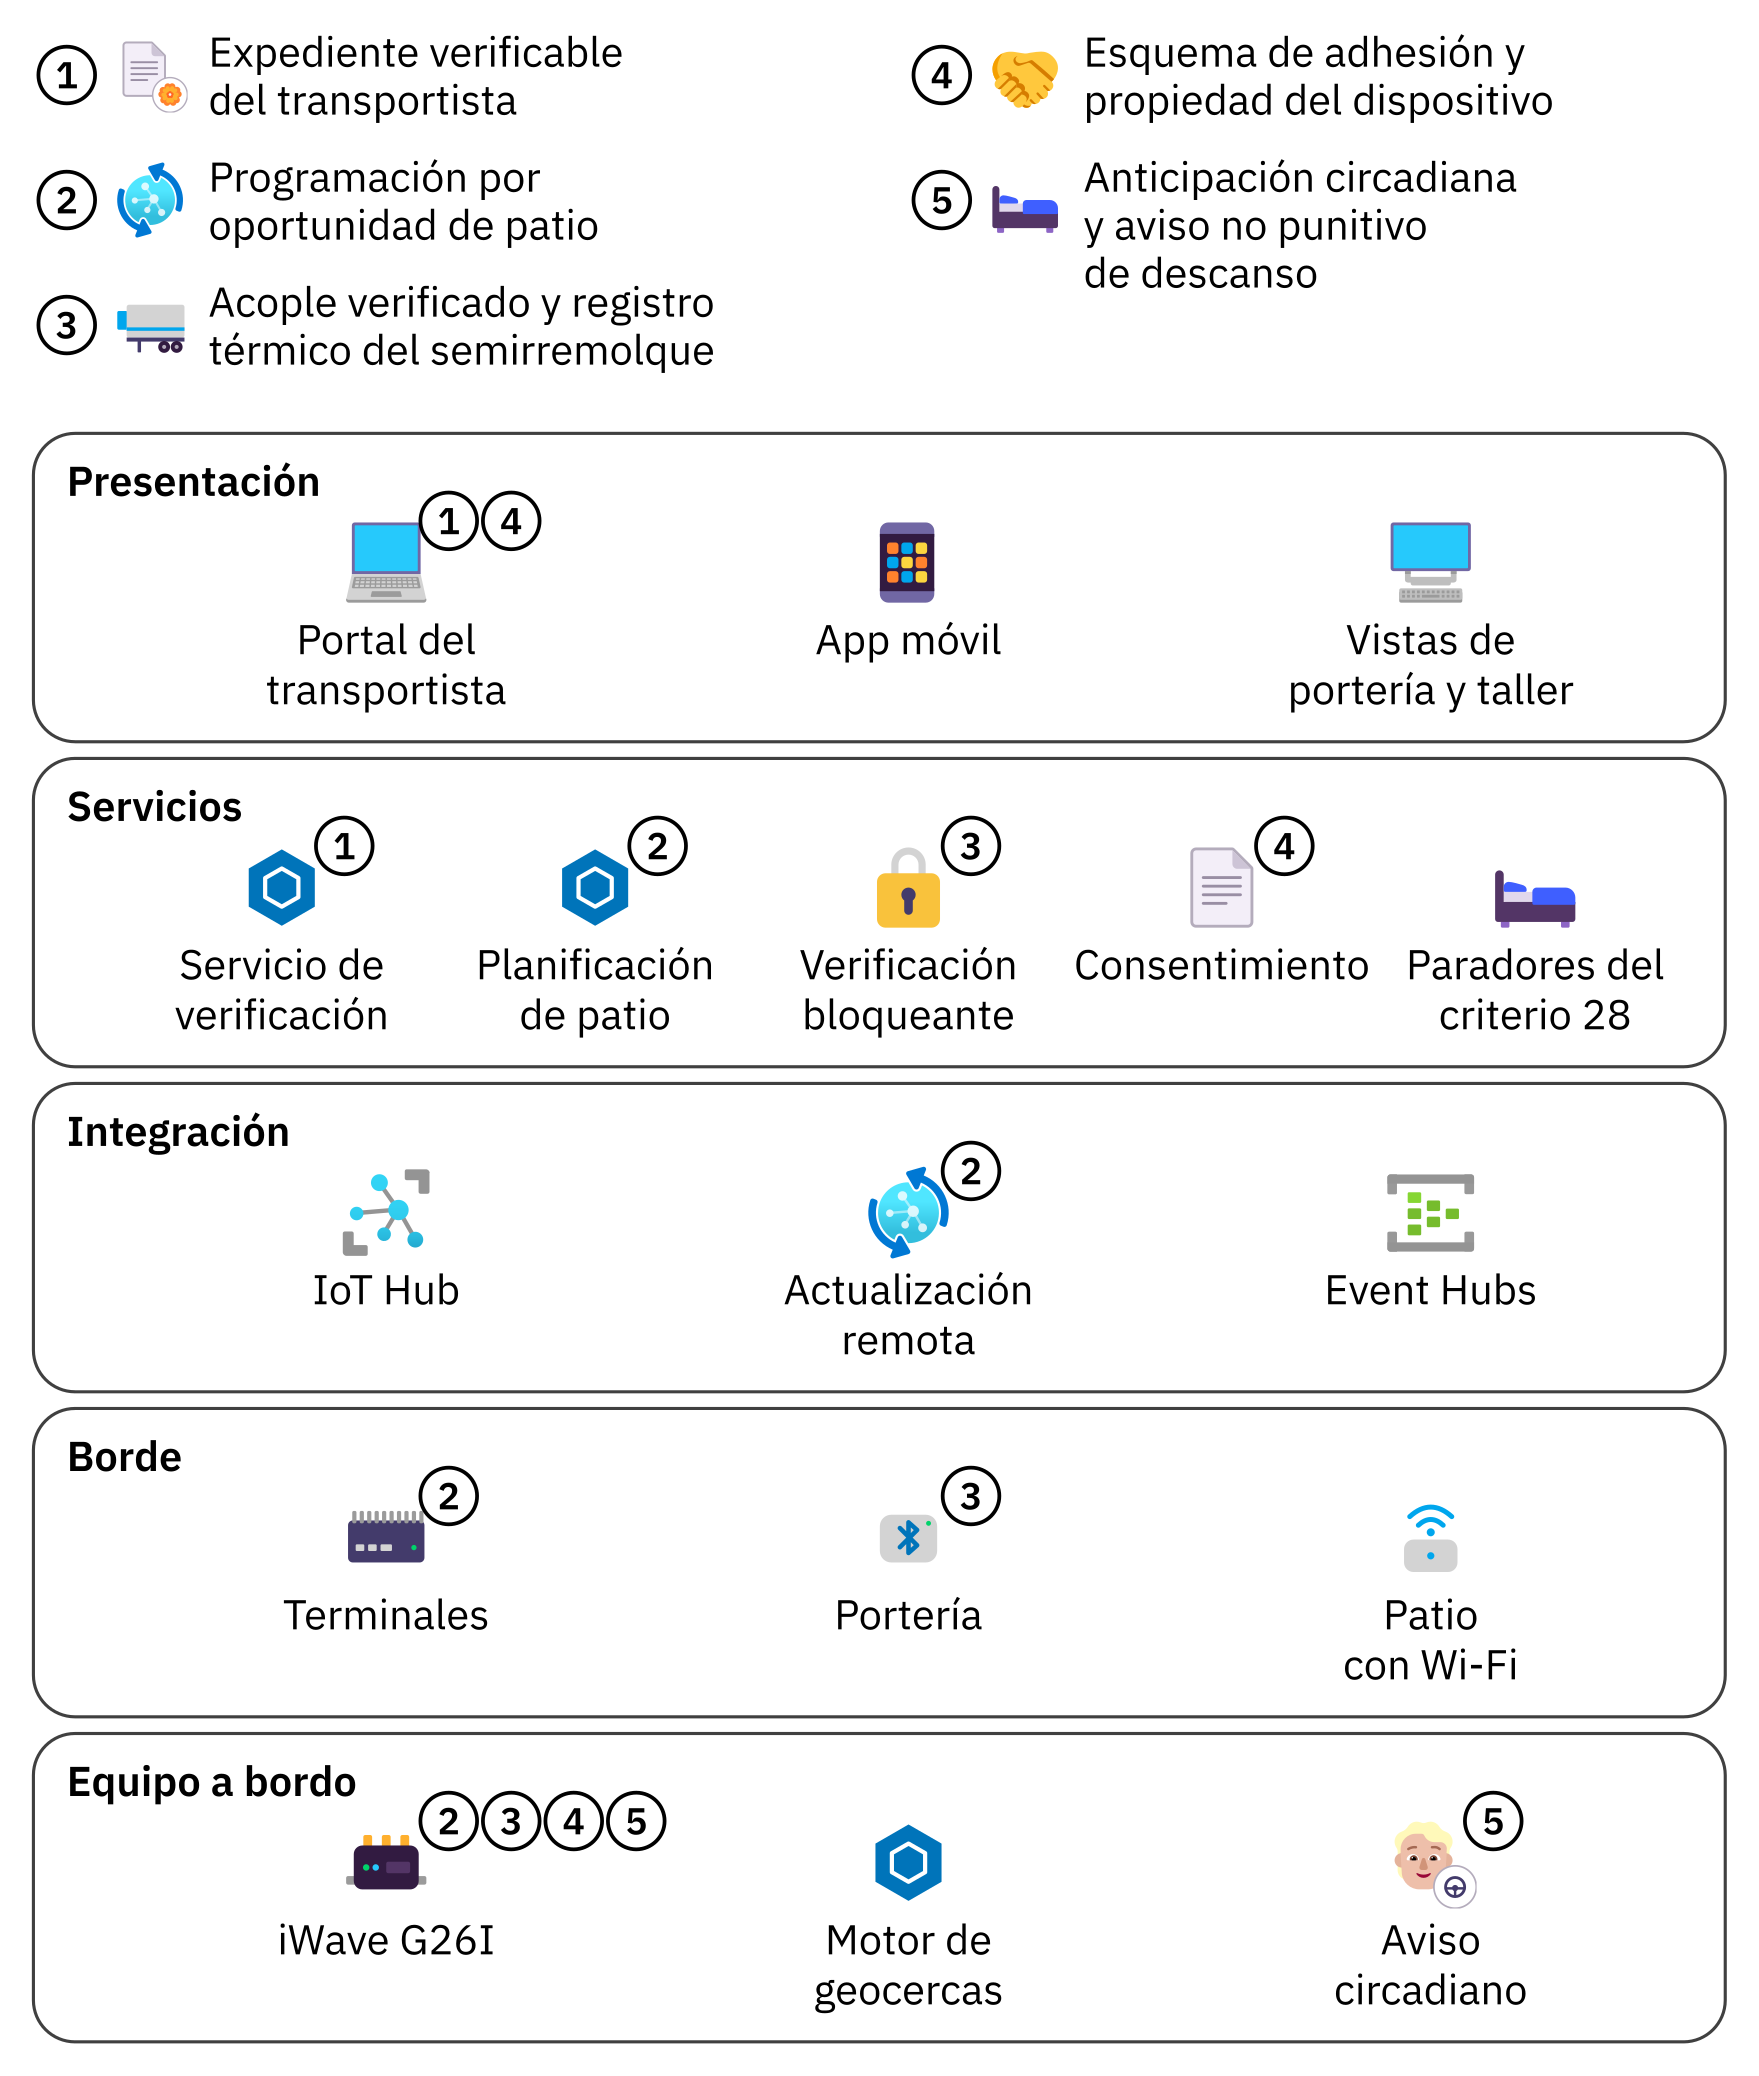 1
Expediente verificable
del transportista
2
Programación por
oportunidad de patio
3
Acople verificado y registro
térmico del semirremolque
4
Esquema de adhesión y
propiedad del dispositivo
5
Anticipación circadiana
y aviso no punitivo
de descanso
Presentación
1 4
Portal del
transportista
App móvil
Vistas de
portería y taller
Servicios
1
Servicio de
verificación
2
Planificación
de patio
3
Verificación
bloqueante
4
Consentimiento
Paradores del
criterio 28
Integración
IoT Hub
2
Actualización
remota
Event Hubs
Borde
2
Terminales
3
Portería
Patio
con Wi-Fi
Equipo a bordo
2 3 4 5
iWave G26I
Motor de
geocercas
5
Aviso
circadiano